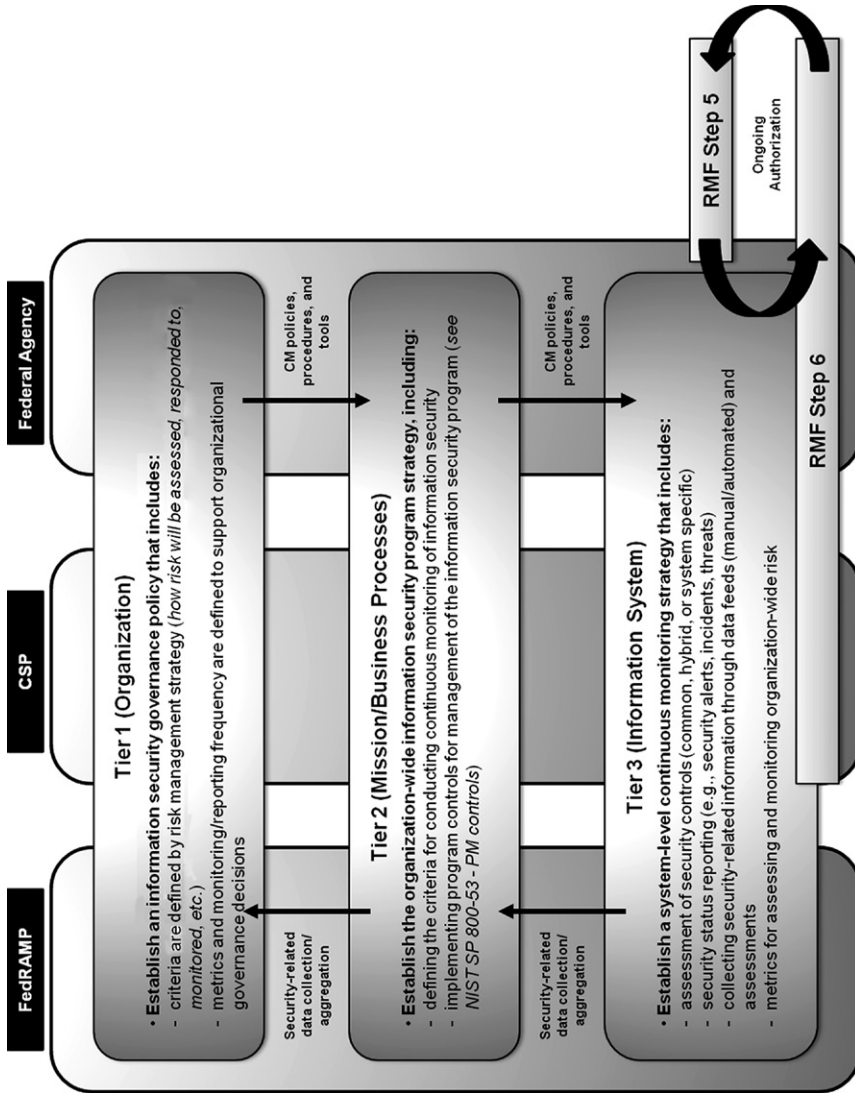 FedRAMP
CSP
Federal Agency
Tier 1 (Organization)
• Establish an information security governance policy that includes:
- criteria are defined by risk management strategy (how risk will be assessed, responded to,
monitored, etc.)
- metrics and monitoring/reporting frequency are defined to support organizational
governance decisions
Security-related
data collection/
aggregation
CM policies,
procedures, and
tools
Tier 2 (Mission/Business Processes)
• Establish the organization-wide information security program strategy, including:
- defining the criteria for conducting continuous monitoring of information security
- implementing program controls for management of the information security program (see
NIST SP 800-53 - PM controls)
Security-related
data collection/
aggregation
CM policies,
procedures, and
tools
Tier 3 (Information System)
• Establish a system-level continuous monitoring strategy that includes:
- assessment of security controls (common, hybrid, or system specific)
- security status reporting (e.g., security alerts, incidents, threats)
- collecting security-related information through data feeds (manual/automated) and
assessments
- metrics for assessing and monitoring organization-wide risk
RMF Step 5
Ongoing
Authorization
RMF Step 6